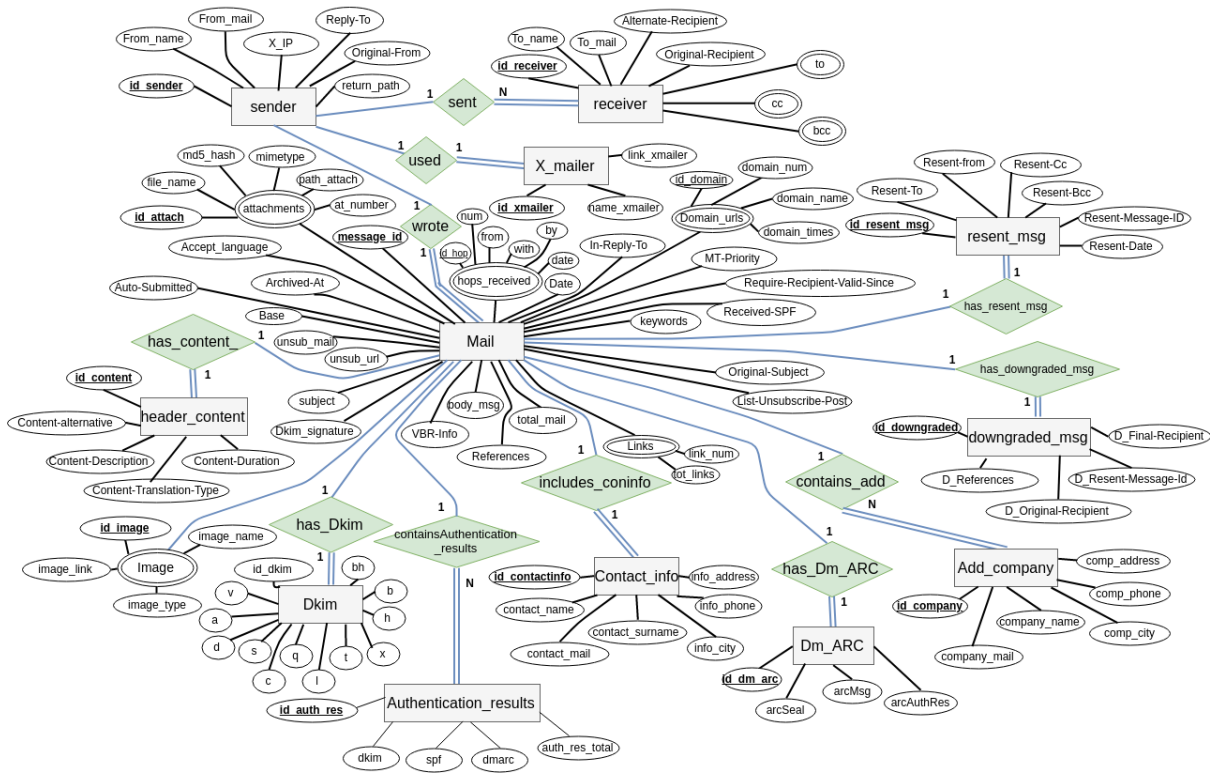 From_mail
Reply-To
From_name
X_IP
Original-From
id_sender
return_path
sender
1
sent
N
To_name
To_mail
Alternate-Recipient
Original-Recipient
id_receiver
receiver
to
cc
bcc
1
used
1
X_mailer
link_xmailer
id_xmailer
name_xmailer
md5_hash
mimetype
file_name
path_attach
id_attach
attachments
at_number
1
wrote
1
message_id
num
from
by
id_hop
with
date
hops_received
Date
id_domain
domain_num
Domain_urls
domain_name
domain_times
Resent-from
Resent-Cc
Resent-To
Resent-Bcc
id_resent_msg
Resent-Message-ID
resent_msg
Resent-Date
1
has_resent_msg
1
Accept_language
In-Reply-To
MT-Priority
Archived-At
Require-Recipient-Valid-Since
Auto-Submitted
Received-SPF
Base
keywords
unsub_mail
unsub_url
Mail
Original-Subject
List-Unsubscribe-Post
subject
Dkim_signature
VBR-Info
body_msg
References
total_mail
Links
link_num
tot_links
has_content_
1
1
id_content
header_content
Content-alternative
Content-Description
Content-Duration
Content-Translation-Type
1
has_downgraded_msg
1
id_downgraded
downgraded_msg
D_Final-Recipient
D_References
D_Resent-Message-Id
D_Original-Recipient
id_image
image_name
image_link
Image
image_type
1
has_Dkim
1
id_dkim
bh
v
b
Dkim
a
h
d
s
q
t
x
c
l
1
containsAuthentication
_results
N
id_auth_res
Authentication_results
dkim
spf
dmarc
auth_res_total
1
includes_coninfo
1
id_contactinfo
Contact_info
info_address
contact_name
info_phone
contact_surname
contact_mail
info_city
1
has_Dm_ARC
1
Dm_ARC
id_dm_arc
arcMsg
arcSeal
arcAuthRes
1
contains_add
N
Add_company
comp_address
id_company
comp_phone
company_name
comp_city
company_mail